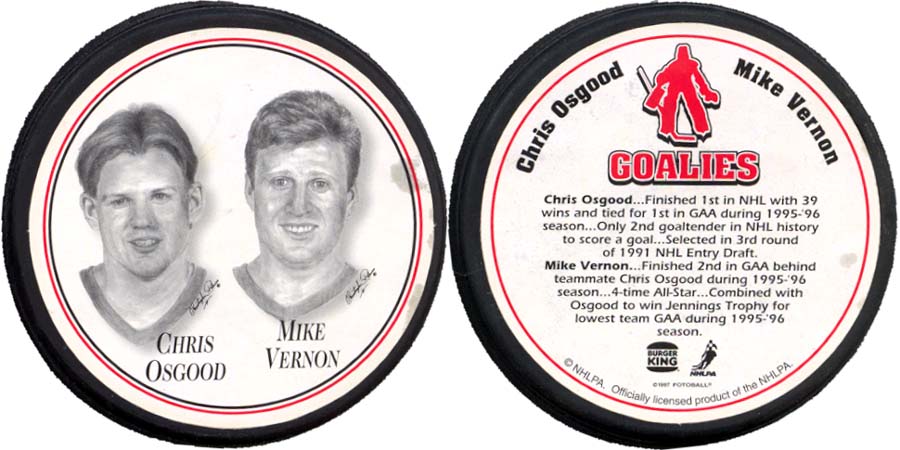 CHRIS
OSGOOD
MIKE
VERNON
Chris Osgood
Mike Vernon
GOALIES
Chris Osgood...Finished 1st in NHL with 39
wins and tied for 1st in GAA during 1995-'96
season...Only 2nd goaltender in NHL history
to score a goal...Selected in 3rd round
of 1991 NHL Entry Draft.
Mike Vernon...Finished 2nd in GAA behind
teammate Chris Osgood during 1995-'96
season...4-time All-Star...Combined with
Osgood to win Jennings Trophy for
lowest team GAA during 1995-'96
season.
BURGER
KING
NHLPA
©1997 FOTOBALL®
©NHLPA. Officially licensed product of the NHLPA.